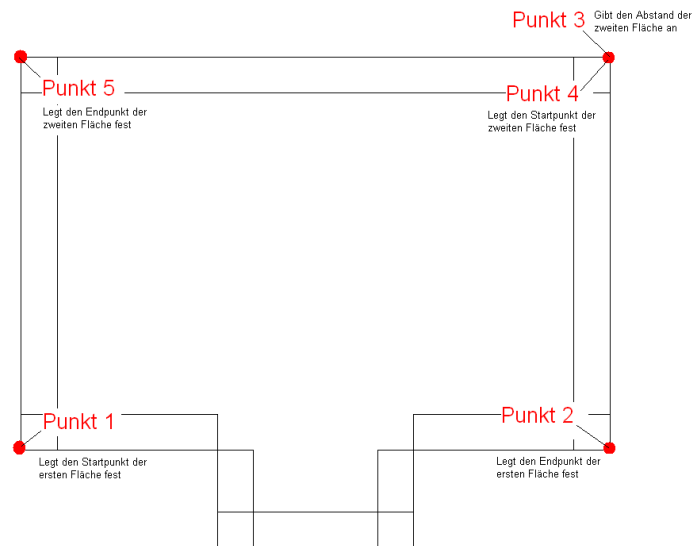 Punkt 3
Gibt den Abstand der
zweiten Fläche an
Punkt 5
Legt den Endpunkt der
zweiten Fläche fest
Punkt 4
Legt den Startpunkt der
zweiten Fläche fest
Punkt 1
Legt den Startpunkt der
ersten Fläche fest
Punkt 2
Legt den Endpunkt der
ersten Fläche fest